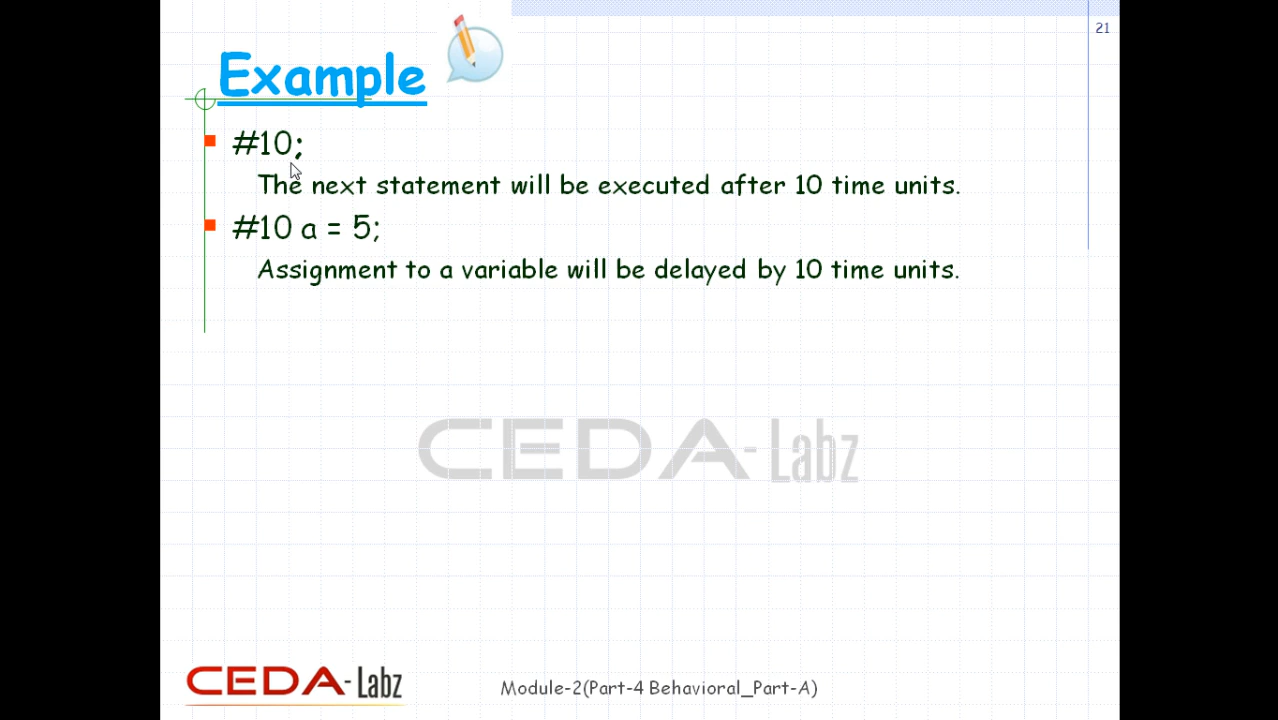 21
Example
#10;
The next statement will be executed after 10 time units.
#10 a = 5;
Assignment to a variable will be delayed by 10 time units.
CEDA-Labz
CEDA-Labz
Module-2(Part-4 Behavioral_Part-A)